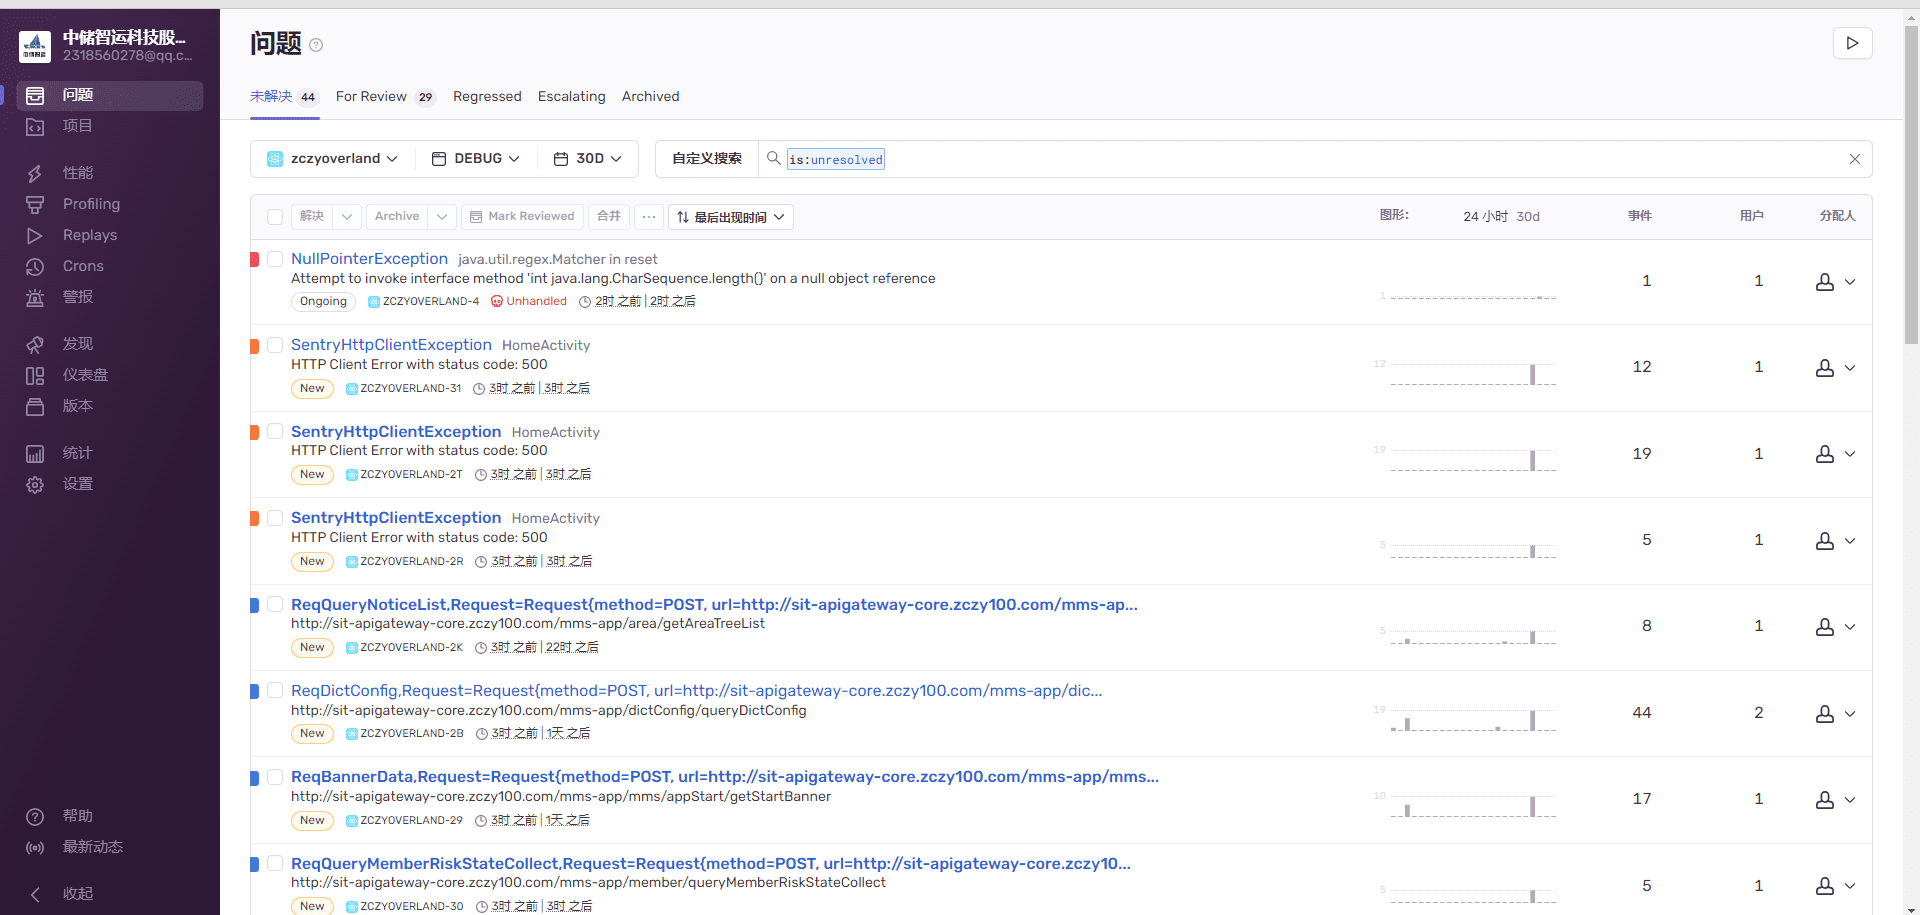 中储智运科技股...
2318560278@qq.c...
问题
项目
性能
Profiling
Replays
Crons
警报
发现
仪表盘
版本
统计
设置
帮助
最新动态
收起
问题
未解决 44 For Review 29 Regressed Escalating Archived
zczyoverland DEBUG 30D 自定义搜索 is:unresolved
解决 Archive Mark Reviewed 合并 ... 最后出现时间 图形: 24 小时 30d 事件 用户 分配人
NullPointerException java.util.regex.Matcher in reset
Attempt to invoke interface method 'int java.lang.CharSequence.length()' on a null object reference
Ongoing ZCZYOVERLAND-4 Unhandled 2时 之前 | 2时 之后
1 1 1
SentryHttpClientException HomeActivity
HTTP Client Error with status code: 500
New ZCZYOVERLAND-31 3时 之前 | 3时 之后
12 12 1
SentryHttpClientException HomeActivity
HTTP Client Error with status code: 500
New ZCZYOVERLAND-2T 3时 之前 | 3时 之后
19 19 1
SentryHttpClientException HomeActivity
HTTP Client Error with status code: 500
New ZCZYOVERLAND-2R 3时 之前 | 3时 之后
5 5 1
ReqQueryNoticeList,Request=Request{method=POST, url=http://sit-apigateway-core.zczy100.com/mms-ap...
http://sit-apigateway-core.zczy100.com/mms-app/area/getAreaTreeList
New ZCZYOVERLAND-2K 3时 之前 | 22时 之后
5 8 1
ReqDictConfig,Request=Request{method=POST, url=http://sit-apigateway-core.zczy100.com/mms-app/dic...
http://sit-apigateway-core.zczy100.com/mms-app/dictConfig/queryDictConfig
New ZCZYOVERLAND-2B 3时 之前 | 1天 之后
19 44 2
ReqBannerData,Request=Request{method=POST, url=http://sit-apigateway-core.zczy100.com/mms-app/mms...
http://sit-apigateway-core.zczy100.com/mms-app/mms/appStart/getStartBanner
New ZCZYOVERLAND-29 3时 之前 | 1天 之后
10 17 1
ReqQueryMemberRiskStateCollect,Request=Request{method=POST, url=http://sit-apigateway-core.zczy10...
http://sit-apigateway-core.zczy100.com/mms-app/member/queryMemberRiskStateCollect
New ZCZYOVERLAND-30 3时 之前 | 3时 之后
5 5 1